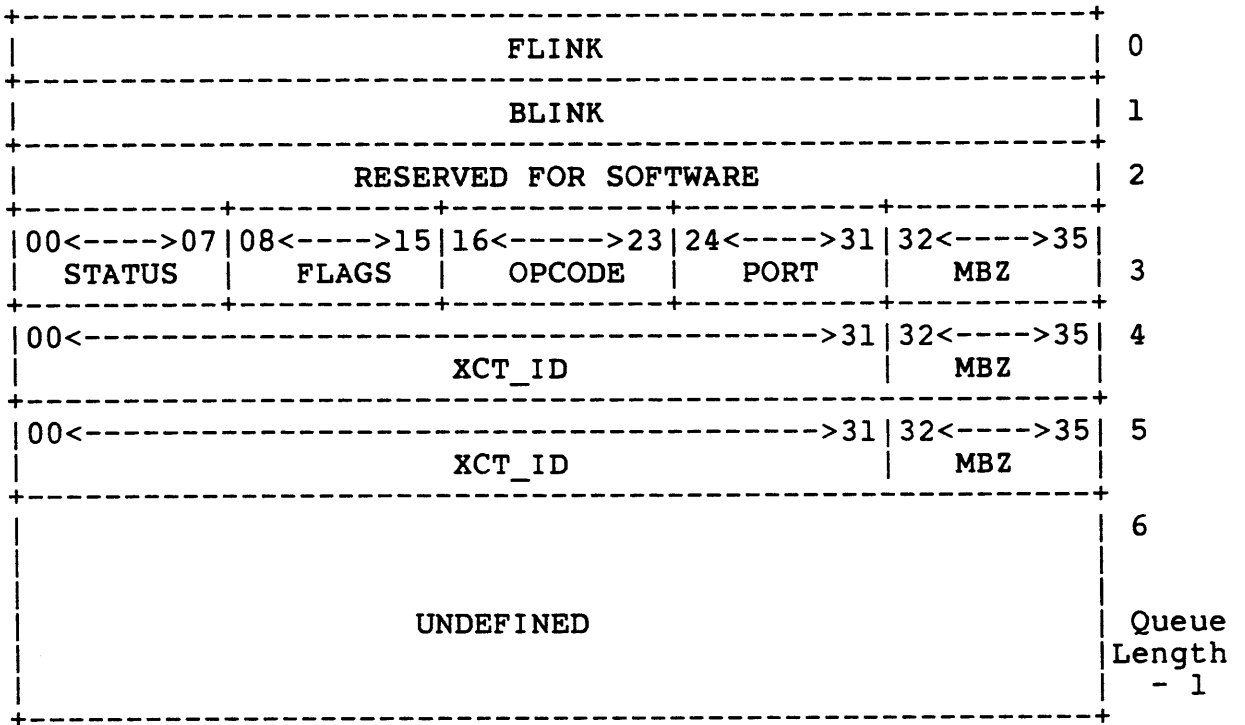 +---------------------------------------------------------------+
| FLINK | 0
+---------------------------------------------------------------+
| BLINK | 1
+---------------------------------------------------------------+
| RESERVED FOR SOFTWARE | 2
+------------+------------+-------------+------------+------------+
|00<---->07|08<---->15|16<----->23|24<---->31|32<---->35|
| STATUS | FLAGS | OPCODE | PORT | MBZ | 3
+------------+------------+-------------+------------+------------+
|00<------------------------------------------->31|32<---->35| 4
| XCT_ID | MBZ |
+---------------------------------------------------------------+
|00<------------------------------------------->31|32<---->35| 5
| XCT_ID | MBZ |
+---------------------------------------------------------------+
| 6
| UNDEFINED | Queue
|Length
| - 1
+---------------------------------------------------------------+